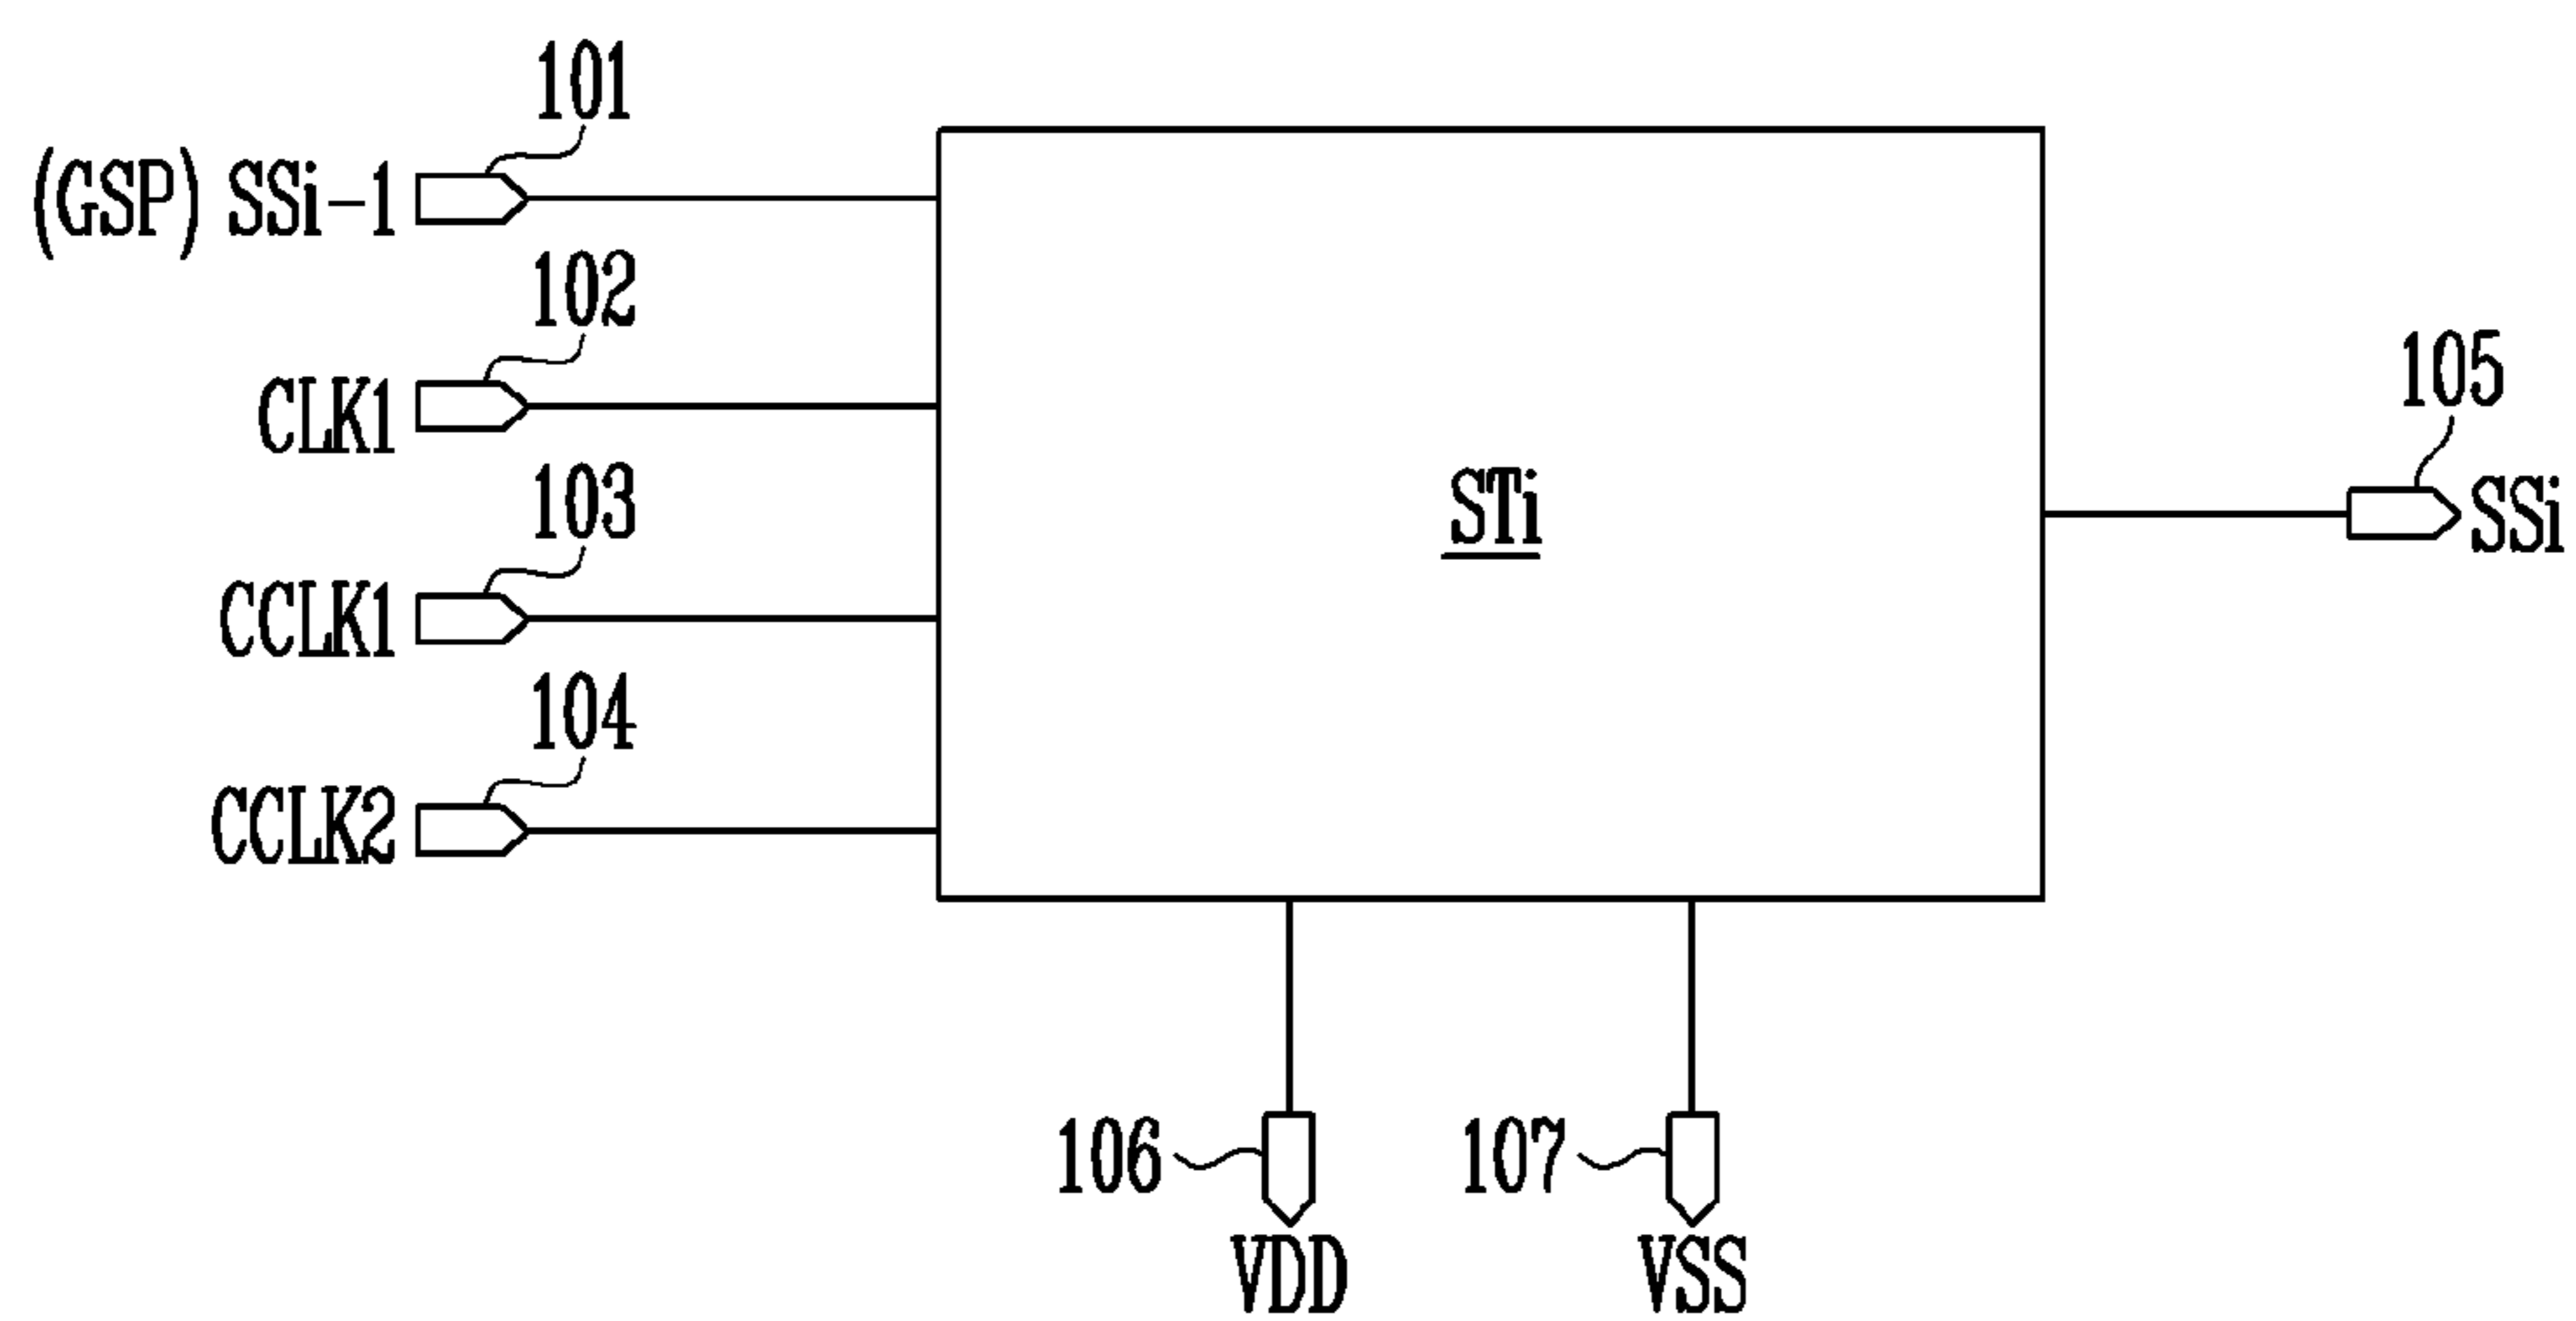 101
(GSP) SSi-1
102
CLK1
103
CCLK1
104
CCLK2
STi
105
SSi
106
VDD
107
VSS